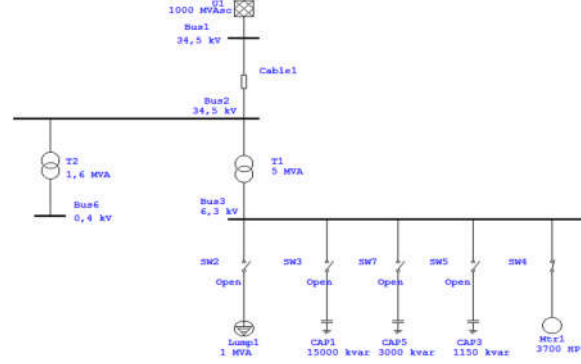 U1
1000 MVAsc
Bus1
34,5 kV
Cable1
Bus2
34,5 kV
T2
1,6 MVA
T1
5 MVA
Bus6
0,4 kV
Bus3
6,3 kV
SW2 SW3 SW7 SW5 SW4
Open Open Open Open
Lump1 CAP1 CAP5 CAP3 Mtr1
1 MVA 15000 kvar 3000 kvar 1150 kvar 3700 HP